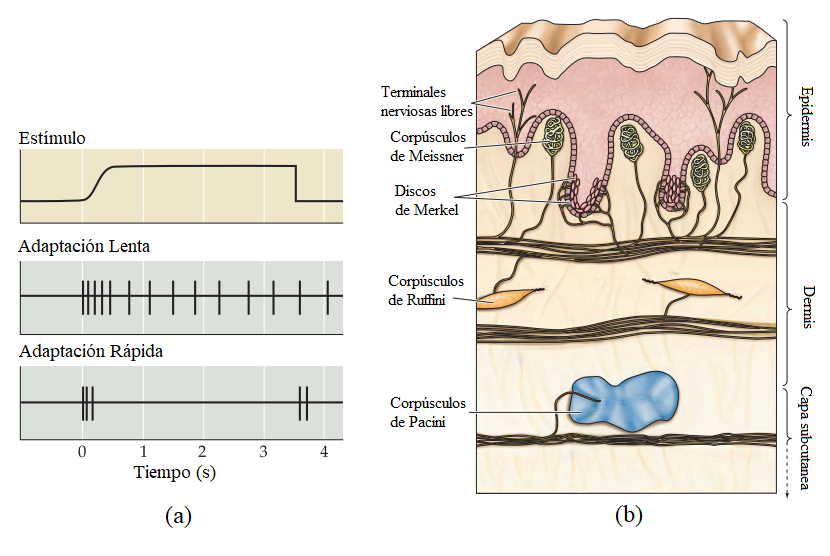 Estímulo
Adaptación Lenta
Adaptación Rápida
0 1 2 3 4
Tiempo (s)
(a)
Terminales
nerviosas libres
Corpúsculos
de Meissner
Discos
de Merkel
Corpúsculos
de Ruffini
Corpúsculos
de Pacini
Epidermis
Dermis
Capa subcutanea
(b)